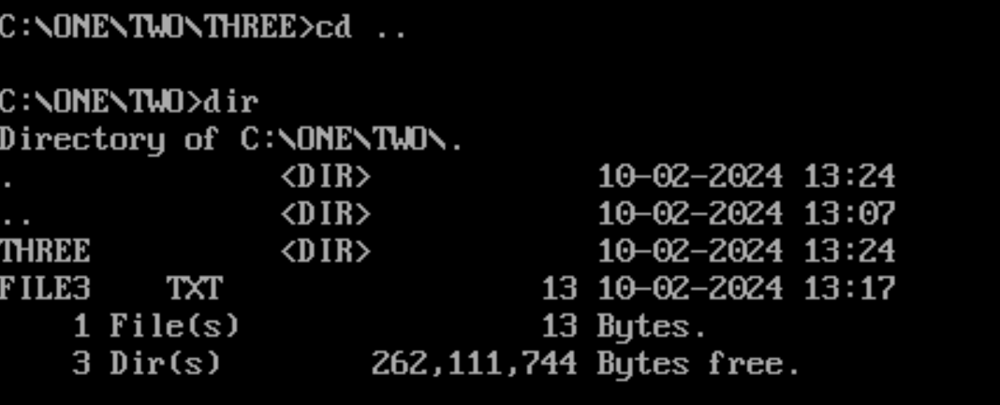 C:\ONE\TWO\THREE>cd ..
C:\ONE\TWO>dir
Directory of C:\ONE\TWO\.
. <DIR> 10-02-2024 13:24
.. <DIR> 10-02-2024 13:07
THREE <DIR> 10-02-2024 13:24
FILE3 TXT 13 10-02-2024 13:17
1 File(s) 13 Bytes.
3 Dir(s) 262,111,744 Bytes free.